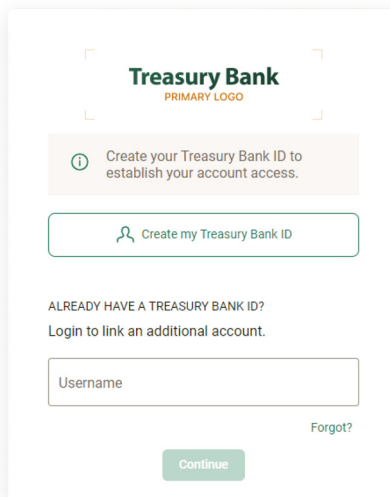 Treasury Bank
PRIMARY LOGO
Create your Treasury Bank ID to
establish your account access.
Create my Treasury Bank ID
ALREADY HAVE A TREASURY BANK ID?
Login to link an additional account.
Username
Forgot?
Continue